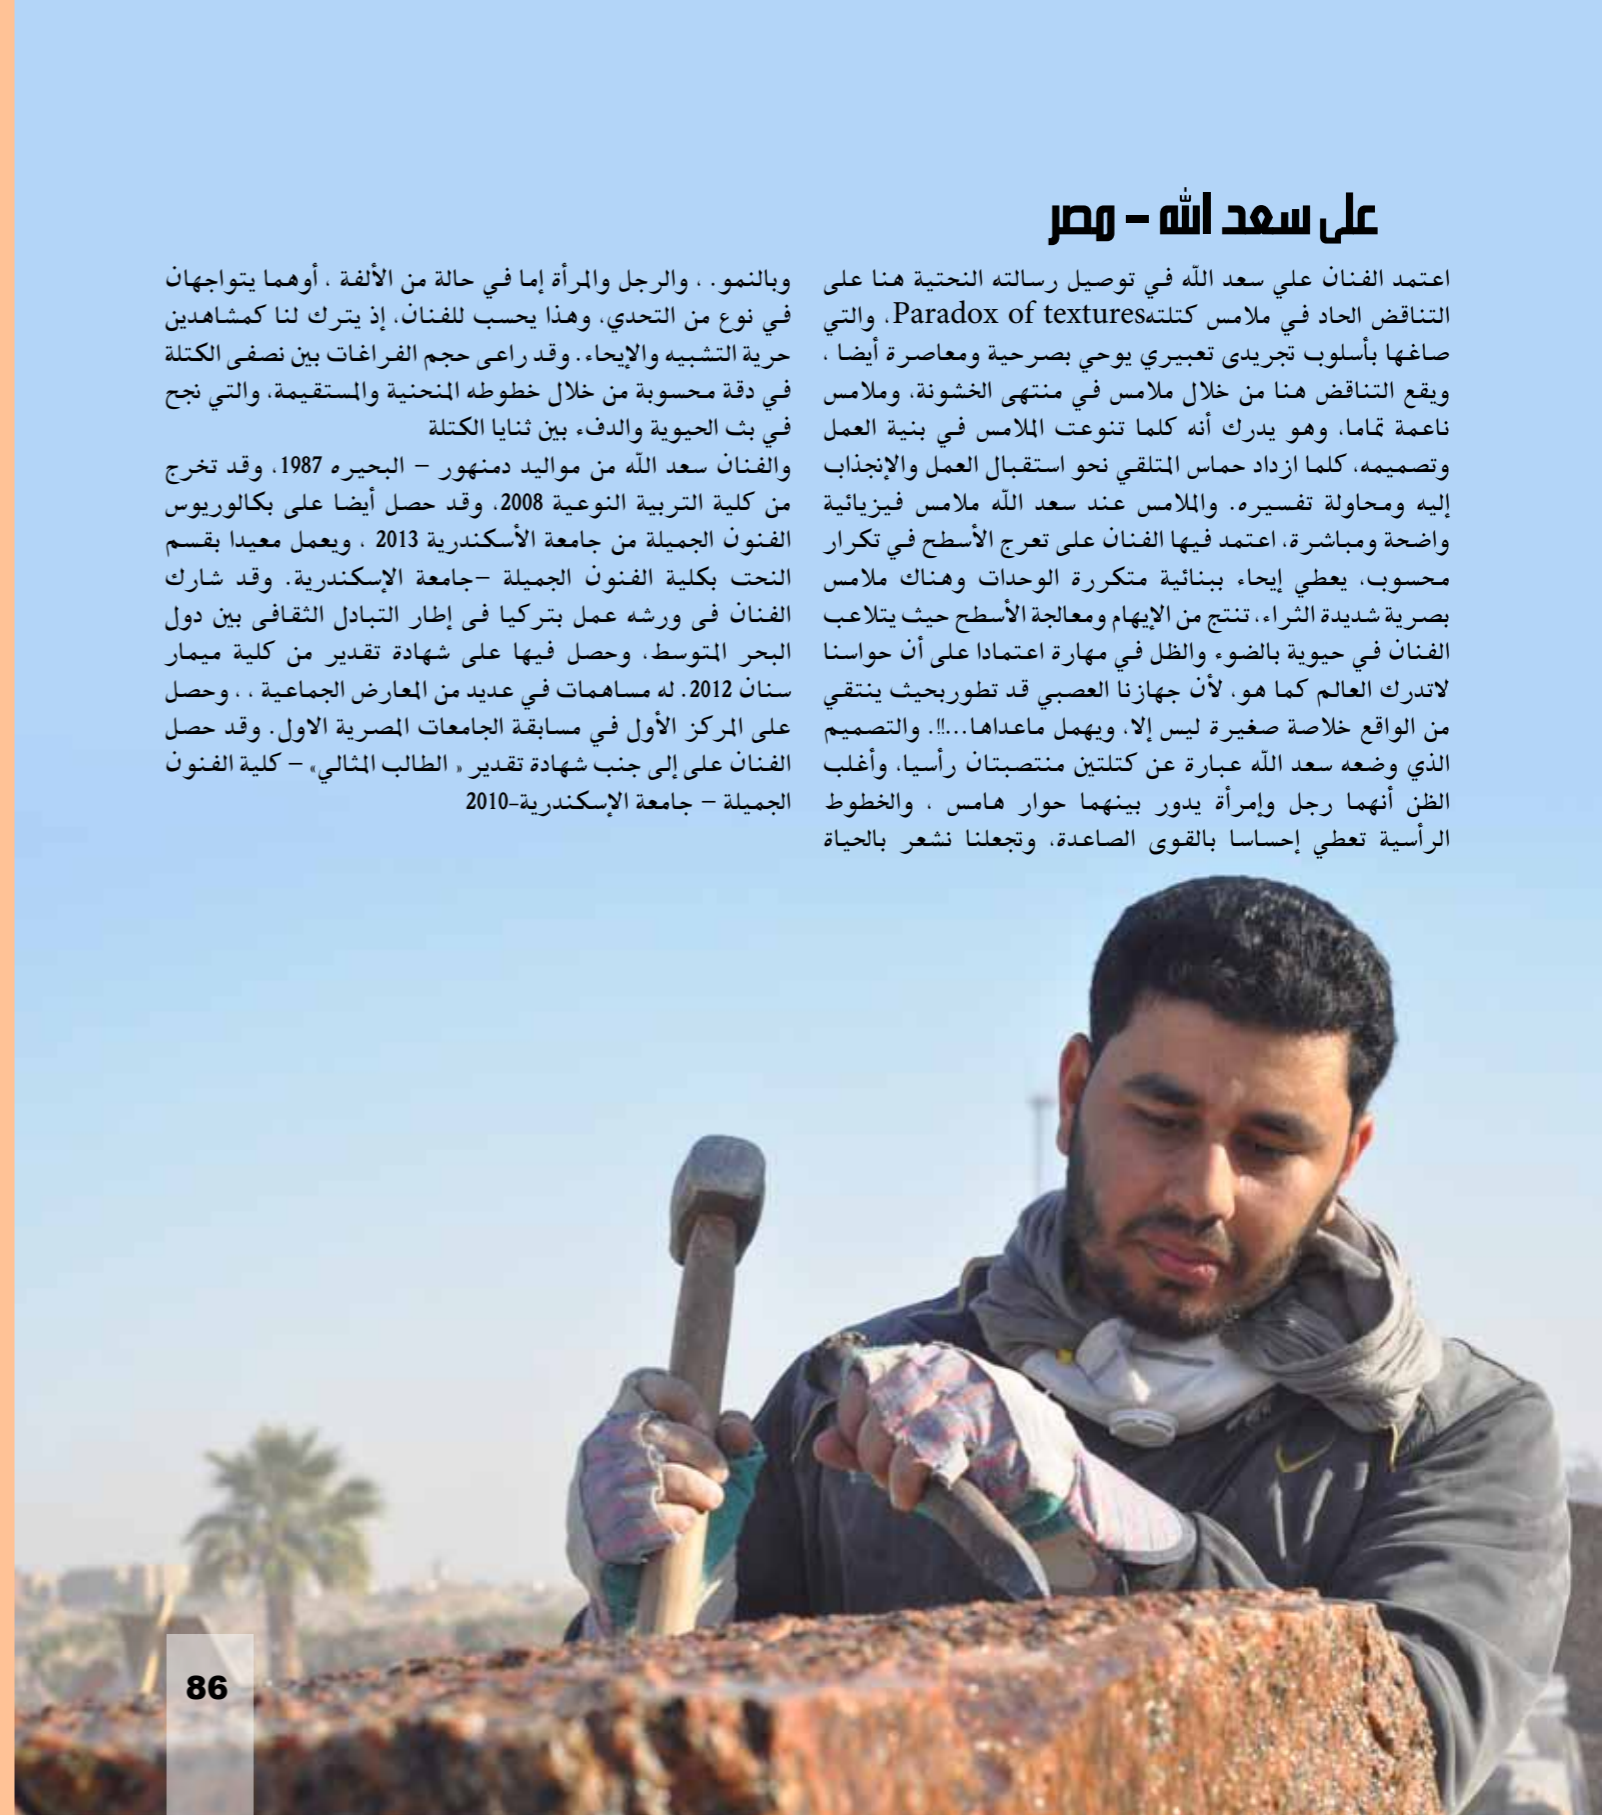 على سعد الله – مصر
اعتمد الفنان علي سعد الله في توصيل رسالته النحتية هنا على
التناقض الحاد في ملامس كتلتهParadox of textures، والتي
صاغها بأسلوب تجريدى تعبيري يوحي بصرحية ومعاصرة أيضا ،
ويقع التناقض هنا من خلال ملامس في منتهى الخشونة، وملامس
ناعمة تماما، وهو يدرك أنه كلما تنوعت الملامس في بنية العمل
وتصميمه، كلما ازداد حماس المتلقي نحو استقبال العمل والإنجذاب
إليه ومحاولة تفسيره. والملامس عند سعد الله ملامس فيزيائية
واضحة ومباشرة، اعتمد فيها الفنان على تعرج الأسطح في تكرار
محسوب، يعطي إيحاء ببنائية متكررة الوحدات وهناك ملامس
بصرية شديدة الثراء، تنتج من الإيهام ومعالجة الأسطح حيث يتلاعب
الفنان في حيوية بالضوء والظل في مهارة اعتمادا على أن حواسنا
لاتدرك العالم كما هو، لأن جهازنا العصبي قد تطوربحيث ينتقي
من الواقع خلاصة صغيرة ليس إلا، ويهمل ماعداها...!!. والتصميم
الذي وضعه سعد الله عبارة عن كتلتين منتصبتان رأسيا، وأغلب
الظن أنهما رجل وإمرأة يدور بينهما حوار هامس ، والخطوط
الرأسية تعطي إحساسا بالقوى الصاعدة، وتجعلنا نشعر بالحياة
وبالنمو. ، والرجل والمرأة إما في حالة من الألفة ، أوهما يتواجهان
في نوع من التحدي، وهذا يحسب للفنان، إذ يترك لنا كمشاهدين
حرية التشبيه والإيحاء. وقد راعى حجم الفراغات بين نصفى الكتلة
في دقة محسوبة من خلال خطوطه المنحنية والمستقيمة، والتي نجح
في بث الحيوية والدفء بين ثنايا الكتلة
والفنان سعد الله من مواليد دمنهور – البحيره 1987، وقد تخرج
من كلية التربية النوعية 2008، وقد حصل أيضا على بكالوريوس
الفنون الجميلة من جامعة الأسكندرية 2013 ، ويعمل معيدا بقسم
النحت بكلية الفنون الجميلة –جامعة الإسكندرية. وقد شارك
الفنان فى ورشه عمل بتركيا فى إطار التبادل الثقافى بين دول
البحر المتوسط، وحصل فيها على شهادة تقدير من كلية ميمار
سنان 2012. له مساهمات في عديد من المعارض الجماعية ، ، وحصل
على المركز الأول في مسابقة الجامعات المصرية الاول. وقد حصل
الفنان على إلى جنب شهادة تقدير « الطالب المثالي» – كلية الفنون
الجميلة – جامعة الإسكندرية-2010
86